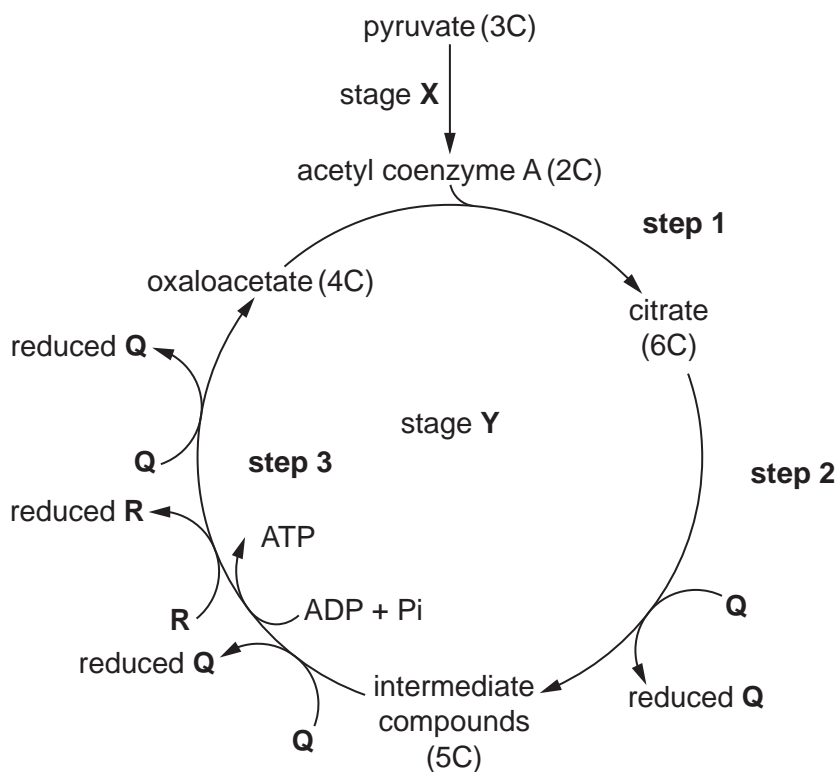 pyruvate (3C)
stage X
acetyl coenzyme A (2C)
step 1
oxaloacetate (4C)
citrate
(6C)
reduced Q
stage Y
Q
step 3
step 2
reduced R
ATP
R
ADP + Pi
Q
reduced Q
intermediate
compounds
(5C)
reduced Q
Q